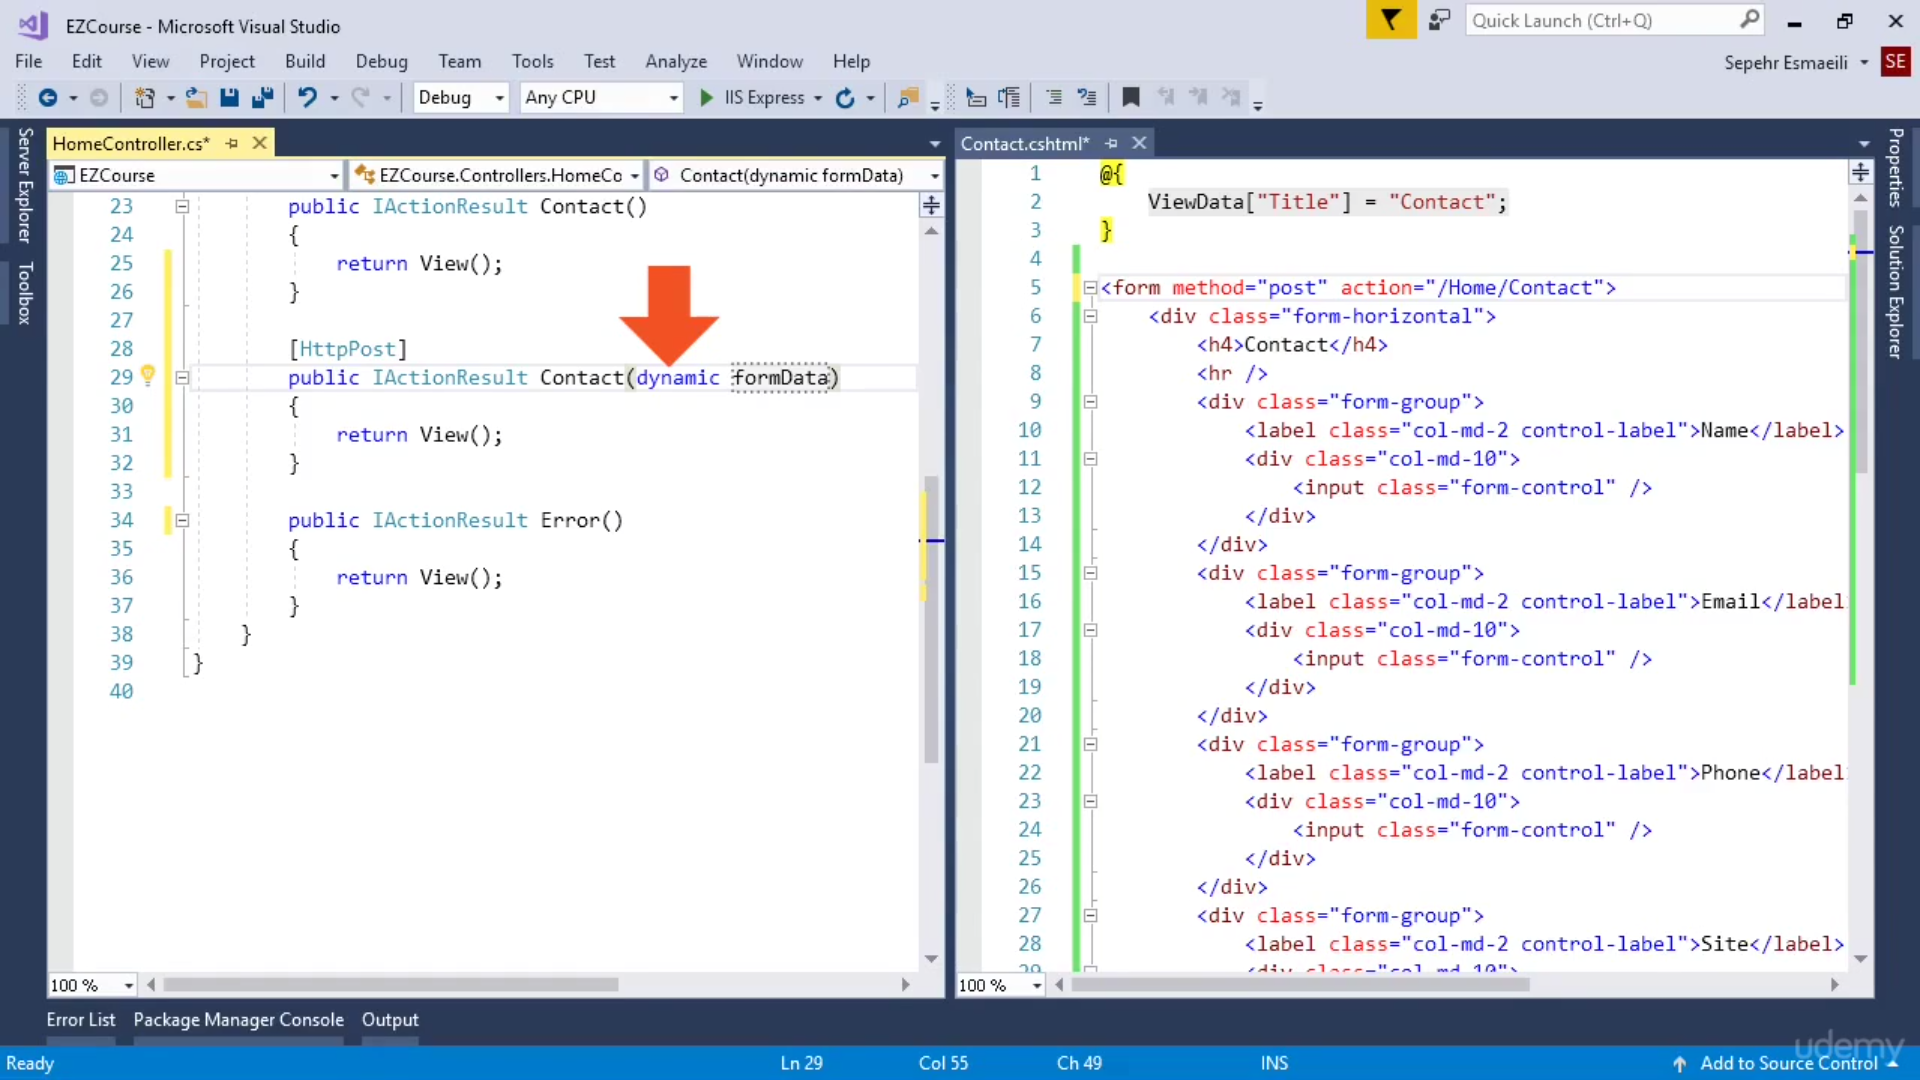 EZCourse - Microsoft Visual Studio
Quick Launch (Ctrl+Q)
File Edit View Project Build Debug Team Tools Test Analyze Window Help
Sepehr Esmaeili SE
Debug Any CPU IIS Express
Server Explorer
Toolbox
HomeController.cs*
EZCourse EZCourse.Controllers.HomeCo Contact(dynamic formData)
23 public IActionResult Contact()
24 {
25 return View();
26 }
27
28 [HttpPost]
29 public IActionResult Contact(dynamic formData)
30 {
31 return View();
32 }
33
34 public IActionResult Error()
35 {
36 return View();
37 }
38 }
39 }
40
100 %
Contact.cshtml*
1 @{
2 ViewData["Title"] = "Contact";
3 }
4
5 <form method="post" action="/Home/Contact">
6 <div class="form-horizontal">
7 <h4>Contact</h4>
8 <hr />
9 <div class="form-group">
10 <label class="col-md-2 control-label">Name</label>
11 <div class="col-md-10">
12 <input class="form-control" />
13 </div>
14 </div>
15 <div class="form-group">
16 <label class="col-md-2 control-label">Email</label
17 <div class="col-md-10">
18 <input class="form-control" />
19 </div>
20 </div>
21 <div class="form-group">
22 <label class="col-md-2 control-label">Phone</label
23 <div class="col-md-10">
24 <input class="form-control" />
25 </div>
26 </div>
27 <div class="form-group">
28 <label class="col-md-2 control-label">Site</label>
29 <div class="col-md-10">
100 %
Properties
Solution Explorer
Error List Package Manager Console Output
udemy
Ready Ln 29 Col 55 Ch 49 INS Add to Source Control